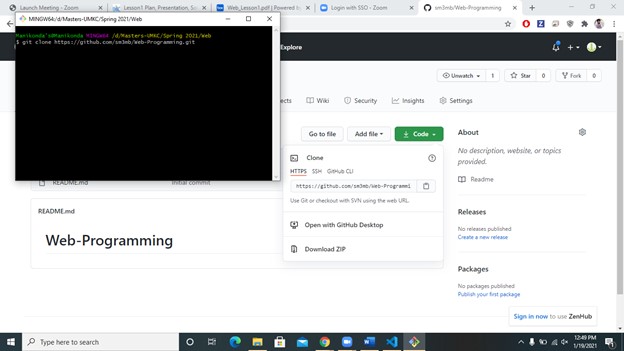 Launch Meeting - Zoom
Lesson1 Plan, Presentation, So
Web_Lesson1.pdf | Powered b
Login with SSO - Zoom
sm3mb/Web-Programming
MINGW64:/d/Masters-UMKC/Spring 2021/Web
Manikonda's@Manikonda MINGW64 /d/Masters-UMKC/Spring 2021/Web
$ git clone https://github.com/sm3mb/Web-Programming.git
Explore
Unwatch 1
Star 0
Fork 0
ects
Wiki
Security
Insights
Settings
Go to file
Add file
Code
About
No description, website, or topics
provided.
Readme
Clone
HTTPS SSH GitHub CLI
https://github.com/sm3mb/Web-Programmi
Use Git or checkout with SVN using the web URL.
Open with GitHub Desktop
Download ZIP
README.md
Initial commit
README.md
Web-Programming
Releases
No releases published
Create a new release
Packages
No packages published
Publish your first package
Sign in now to use ZenHub
Type here to search
12:49 PM
1/19/2021